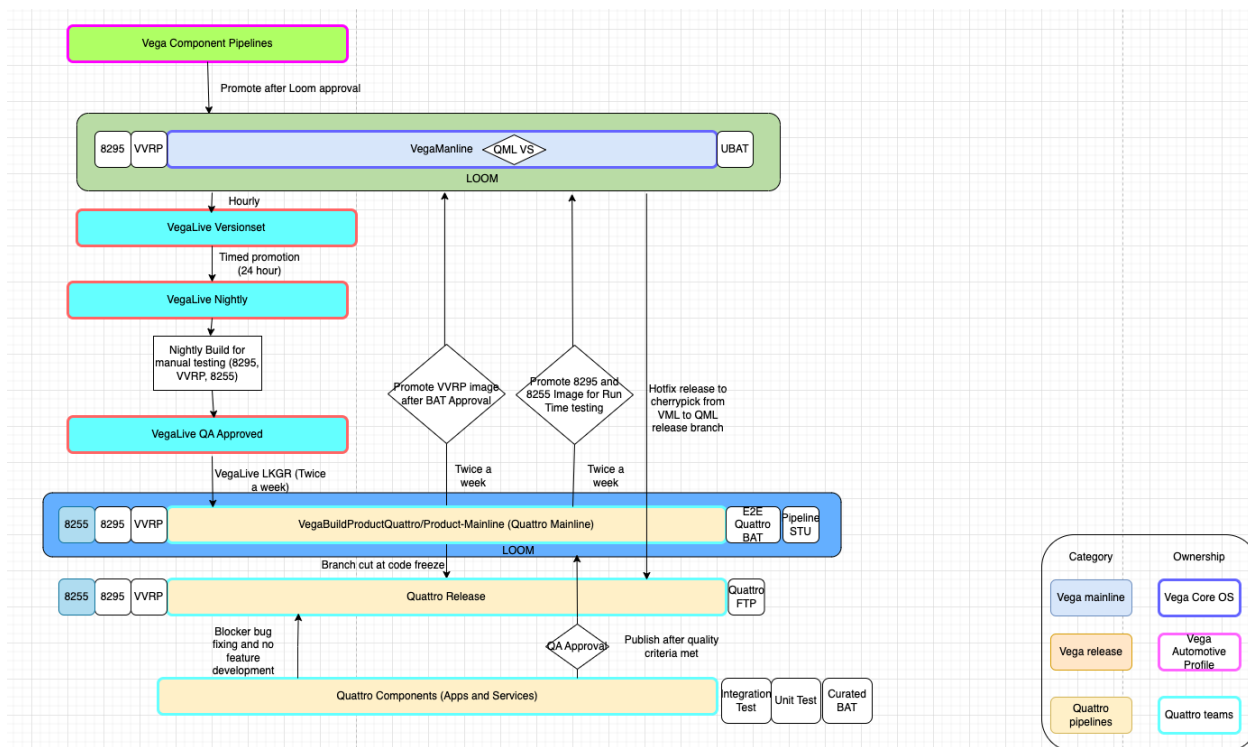 Vega Component Pipelines
Promote after Loom approval
8295
VVRP
VegaManline
QML VS
UBAT
LOOM
Hourly
VegaLive Versionset
Timed promotion
(24 hour)
VegaLive Nightly
Nightly Build for
manual testing (8295,
VVRP, 8255)
Promote VVRP image
after BAT Approval
Promote 8295 and
8255 Image for Run
Time testing
Hotfix release to
cherrypick from
VML to QML
release branch
VegaLive QA Approved
VegaLive LKGR (Twice
a week)
Twice a
week
Twice a
week
8255
8295
VVRP
VegaBuildProductQuattro/Product-Mainline (Quattro Mainline)
E2E
Quattro
BAT
Pipeline
STU
LOOM
Branch cut at code freeze
8255
8295
VVRP
Quattro Release
Quattro
FTP
Blocker bug
fixing and no
feature
development
QA Approval
Publish after quality
criteria met
Quattro Components (Apps and Services)
Integration
Test
Unit Test
Curated
BAT
Category
Ownership
Vega mainline
Vega Core OS
Vega release
Vega
Automotive
Profile
Quattro
pipelines
Quattro teams